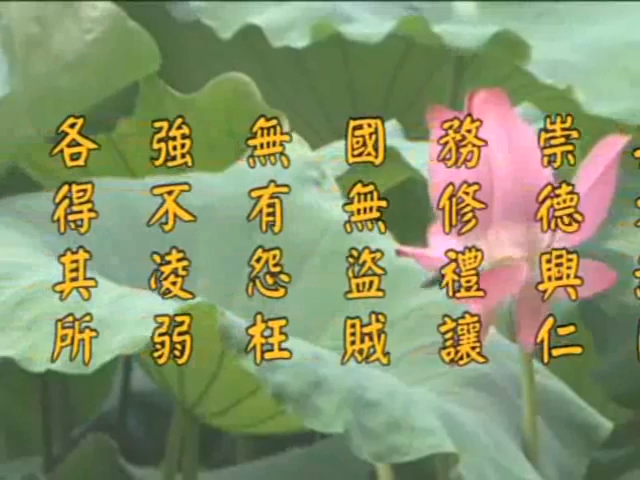 崇德興仁
務修禮讓
國無盜賊
無有怨枉
強不凌弱
各得其所